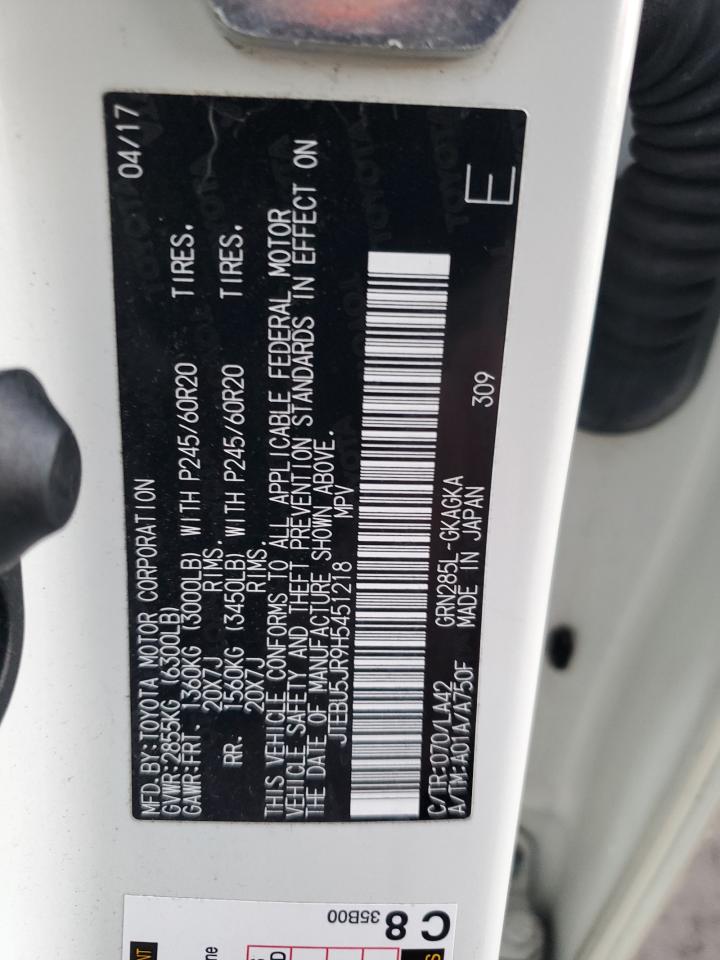 MFD.BY:TOYOTA MOTOR CORPORATION 04/17
GVWR:2855KG (6300LB)
GAWR:FRT. 1360KG (3000LB) WITH P245/60R20 TIRES,
20X7J RIMS.
RR. 1560KG (3450LB) WITH P245/60R20 TIRES,
20X7J RIMS.
THIS VEHICLE CONFORMS TO ALL APPLICABLE FEDERAL MOTOR
VEHICLE SAFETY AND THEFT PREVENTION STANDARDS IN EFFECT ON
THE DATE OF MANUFACTURE SHOWN ABOVE.
JTEBU5JR9H5451218 MPV
C/TR:070/LA42 GRN285L-GKAGKA 309 E
A/TM:A01A/A750F MADE IN JAPAN
C 8
35B00